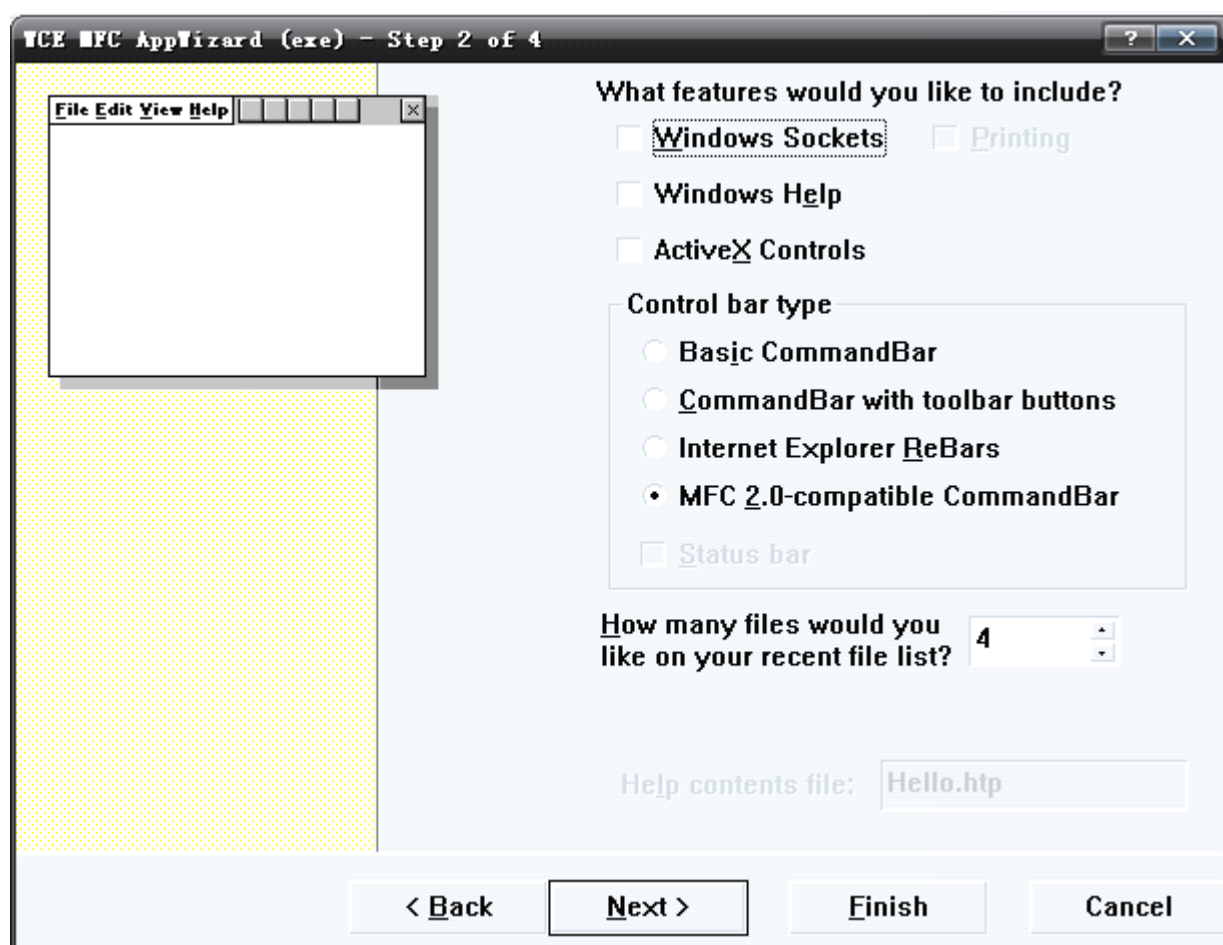 WCE MFC AppWizard (exe) - Step 2 of 4
File Edit View Help
What features would you like to include?
Windows Sockets Printing
Windows Help
ActiveX Controls
Control bar type
Basic CommandBar
CommandBar with toolbar buttons
Internet Explorer ReBars
MFC 2.0-compatible CommandBar
Status bar
How many files would you
like on your recent file list? 4
Help contents file: Hello.htp
< Back Next > Finish Cancel